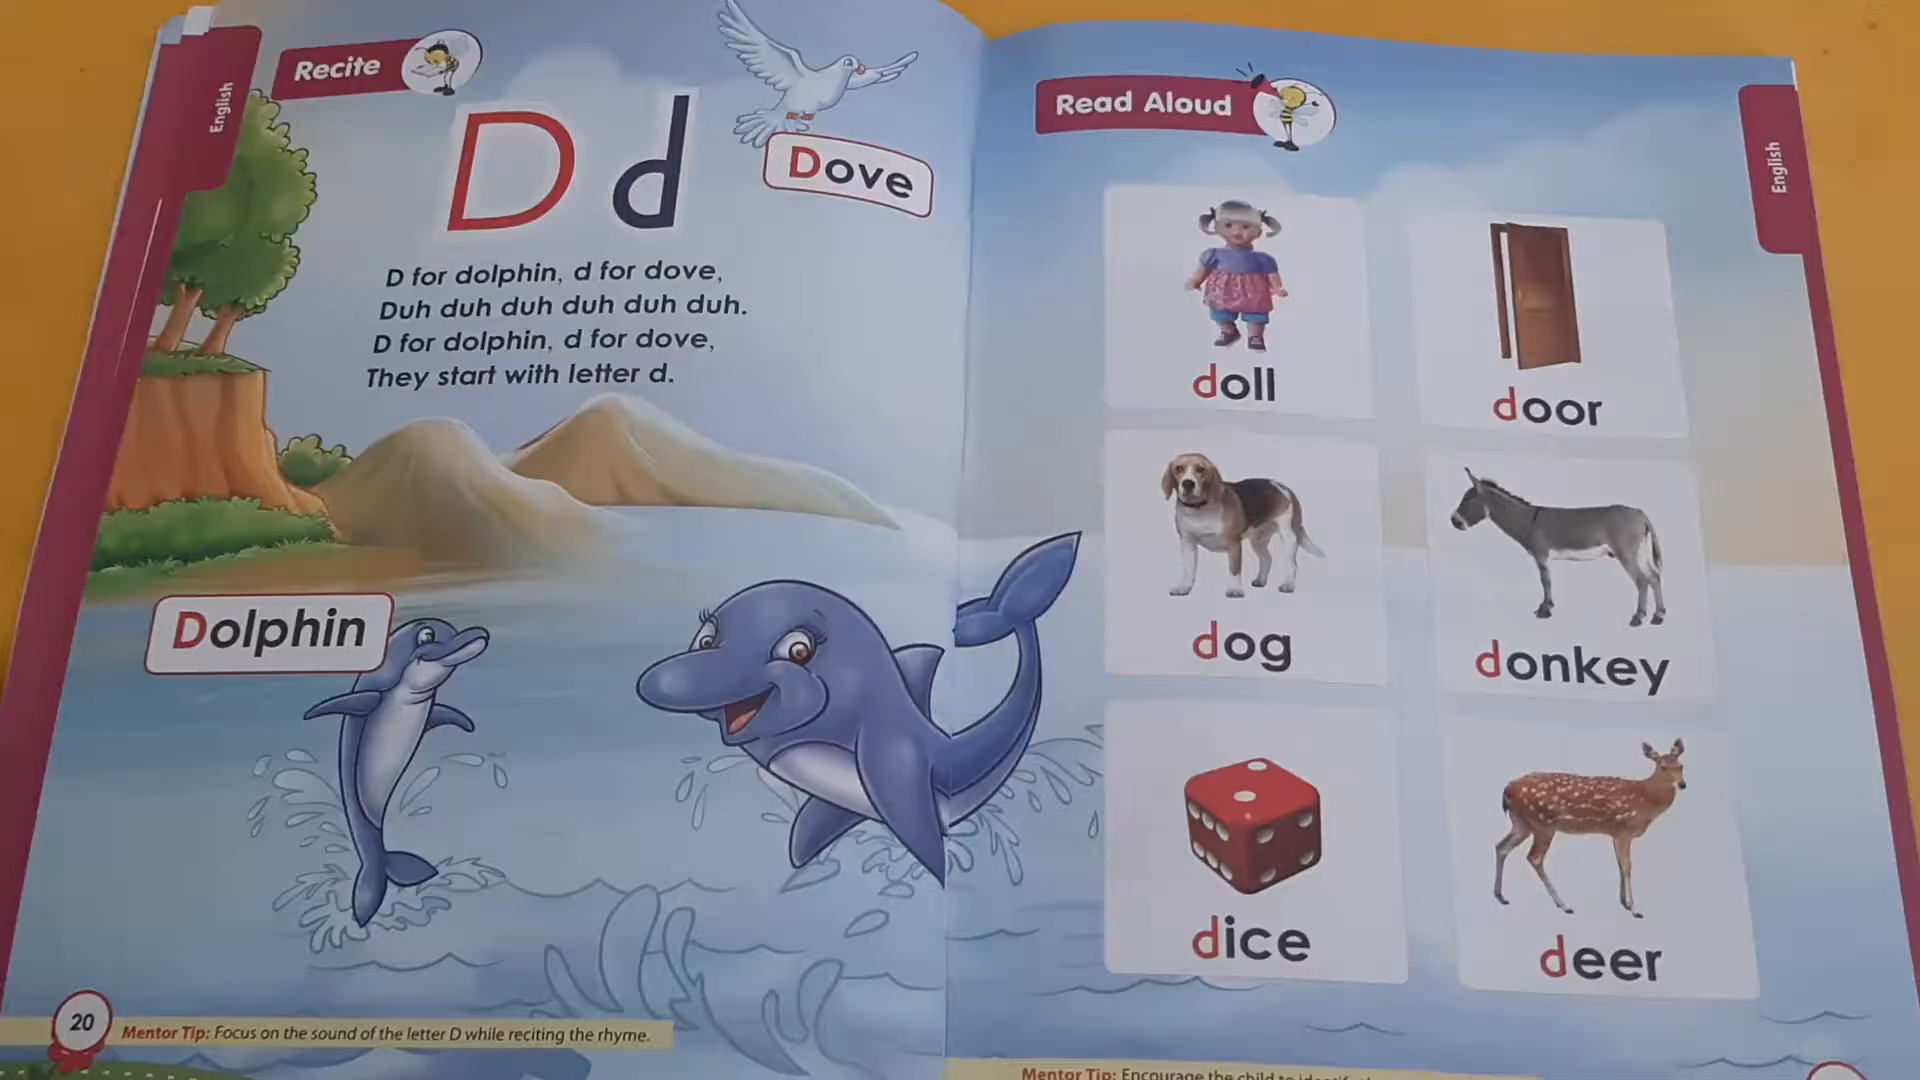 English
Recite
D d
Dove
D for dolphin, d for dove,
Duh duh duh duh duh duh.
D for dolphin, d for dove,
They start with letter d.
Dolphin
20
Mentor Tip: Focus on the sound of the letter D while reciting the rhyme.
Read Aloud
English
doll
door
dog
donkey
dice
deer
Mentor Tip: Encourage the child to